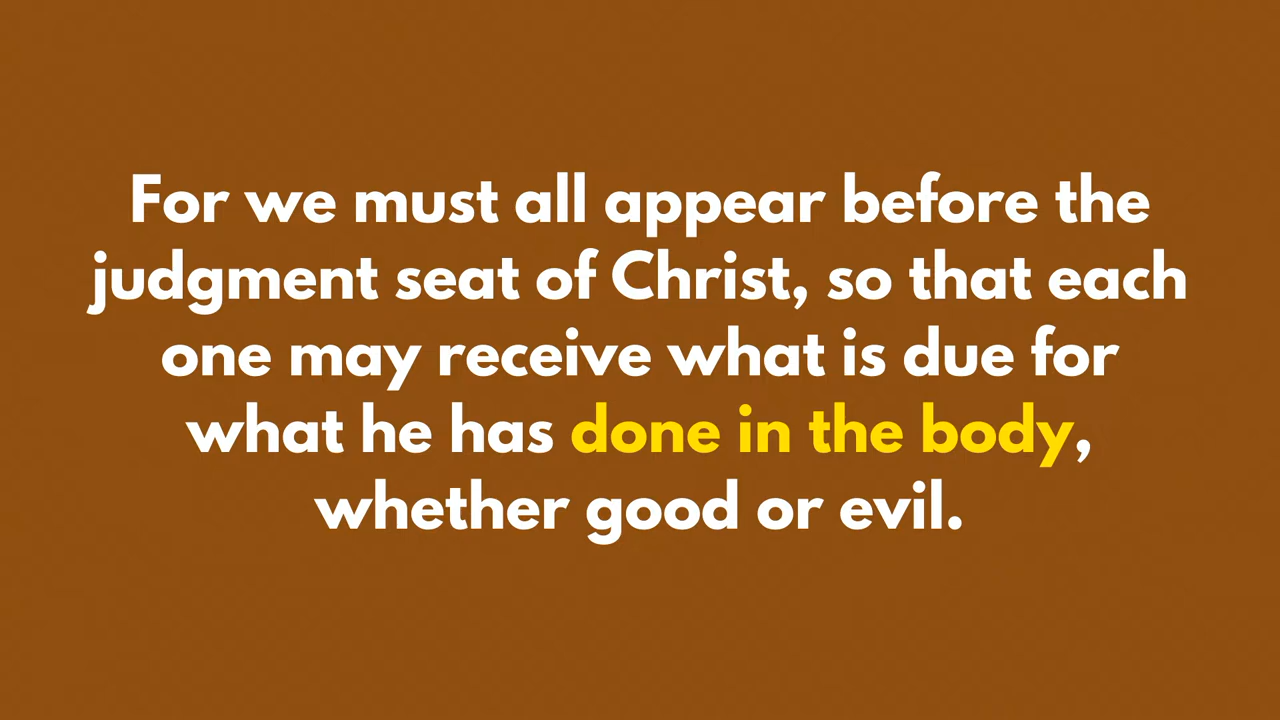 For we must all appear before the
judgment seat of Christ, so that each
one may receive what is due for
what he has done in the body,
whether good or evil.